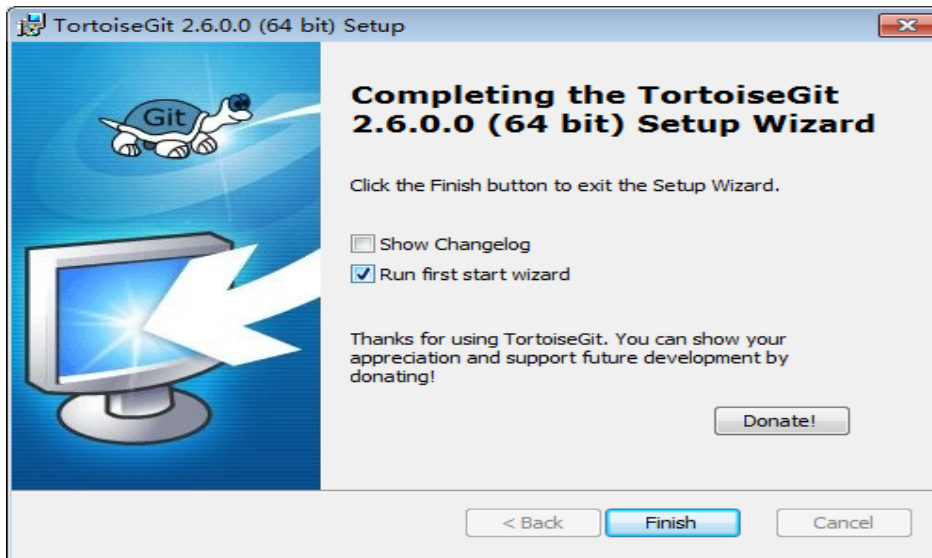 TortoiseGit 2.6.0.0 (64 bit) Setup
Git
Completing the TortoiseGit
2.6.0.0 (64 bit) Setup Wizard
Click the Finish button to exit the Setup Wizard.
Show Changelog
Run first start wizard
Thanks for using TortoiseGit. You can show your
appreciation and support future development by
donating!
Donate!
< Back Finish Cancel